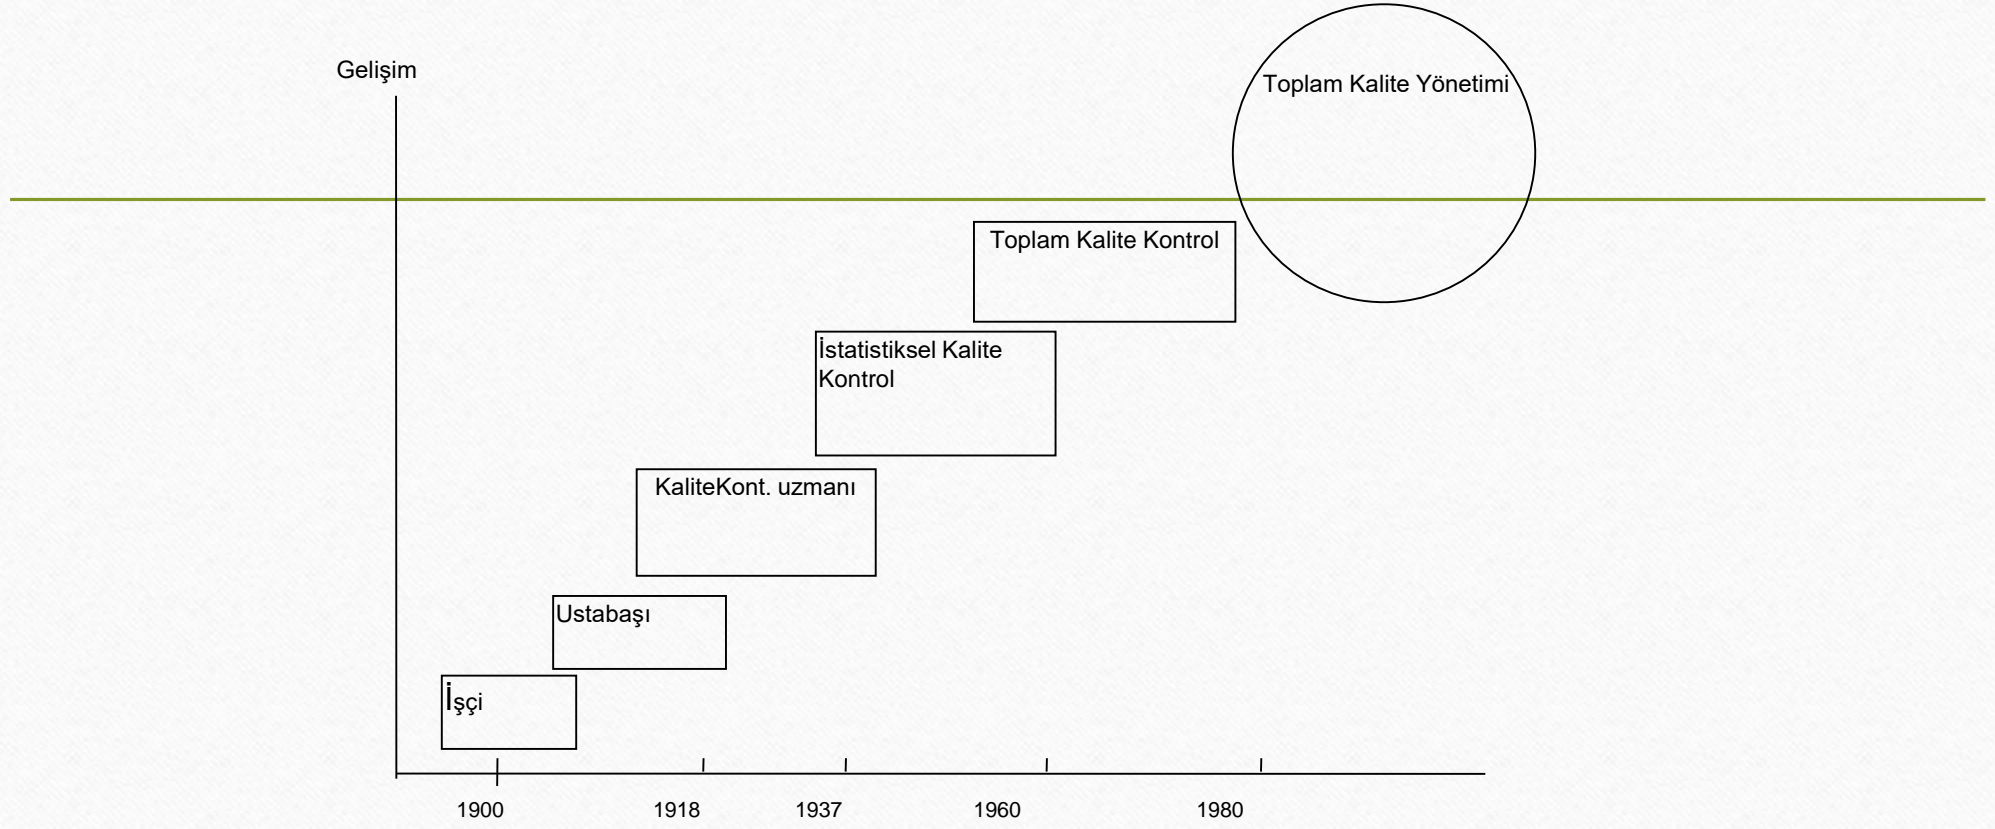 Gelişim
Toplam Kalite Yönetimi
Toplam Kalite Kontrol
İstatistiksel Kalite
Kontrol
KaliteKont. uzmanı
Ustabaşı
İşçi
1900 1918 1937 1960 1980